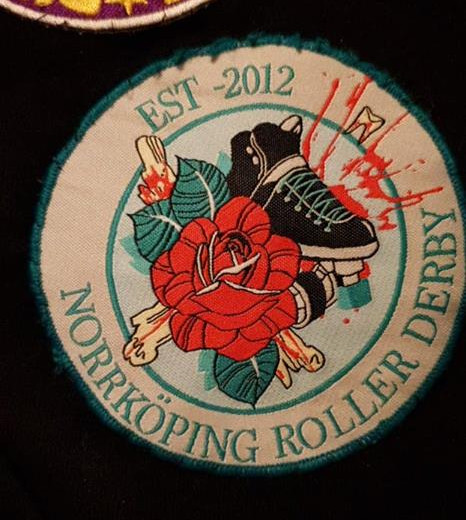 EST -2012
NORRKÖPING ROLLER DERBY